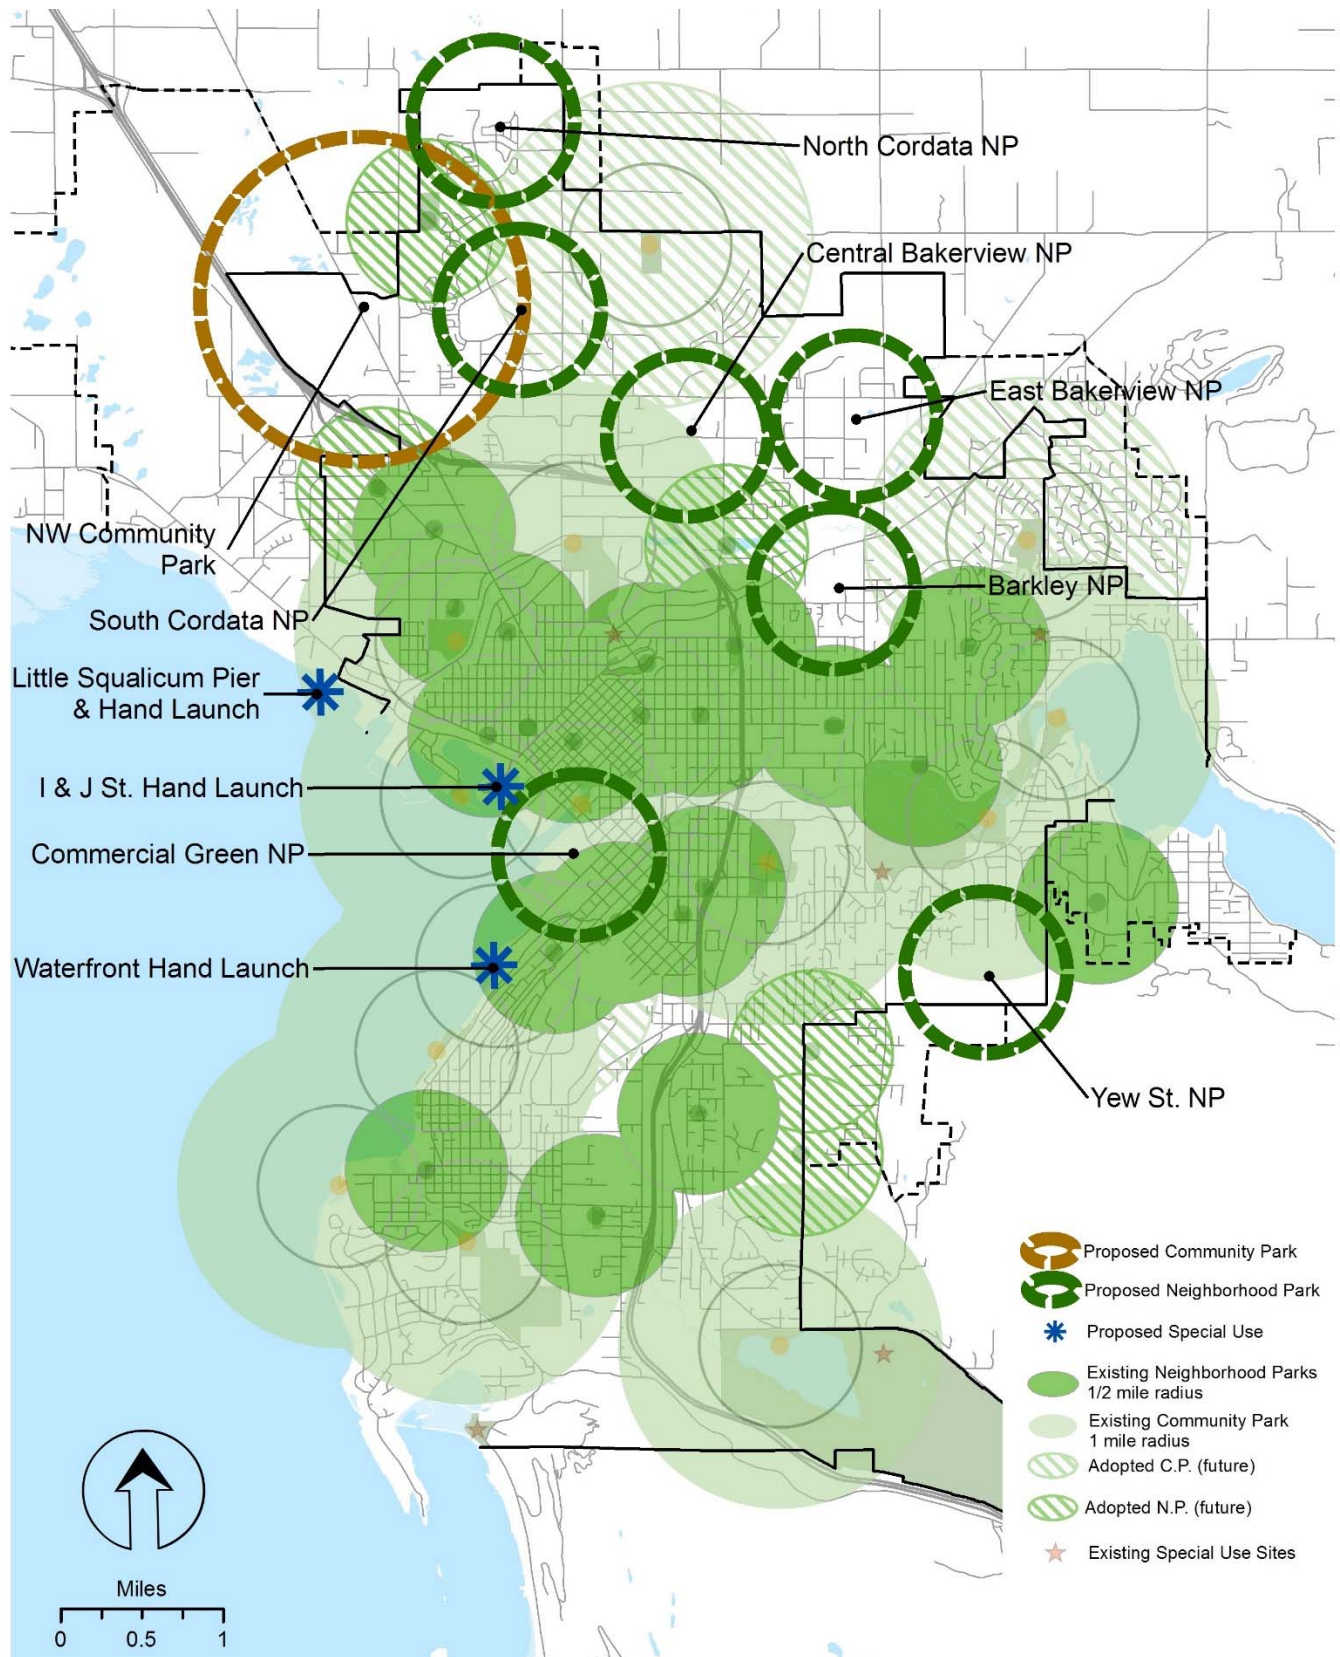 North Cordata NP
Central Bakerview NP
East Bakerview NP
NW Community
Park
Barkley NP
South Cordata NP
Little Squalicum Pier
& Hand Launch
I & J St. Hand Launch
Commercial Green NP
Waterfront Hand Launch
Yew St. NP
Proposed Community Park
Proposed Neighborhood Park
Proposed Special Use
Existing Neighborhood Parks
1/2 mile radius
Existing Community Park
1 mile radius
Adopted C.P. (future)
Adopted N.P. (future)
Existing Special Use Sites
Miles
0 0.5 1